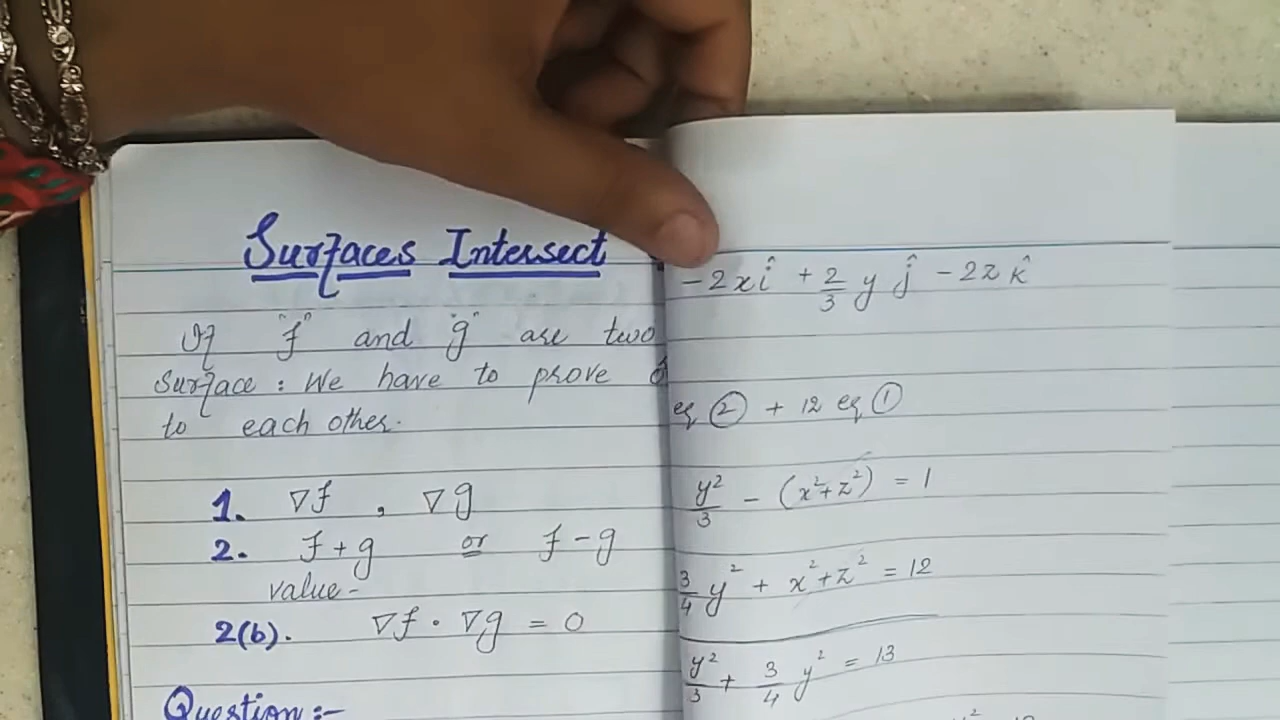 Surfaces Intersect
If "f" and "g" are two
surface : We have to prove
to each other.
1. ∇f , ∇g
2. f + g or f - g
value -
2(b). ∇f · ∇g = 0
Question :-
-2xî + 2/3 y ĵ - 2z k̂
eq ② + 12 eq ①
y²/3 - (x²+z²) = 1
3/4 y² + x²+z² = 12
y²/3 + 3/4 y² = 13